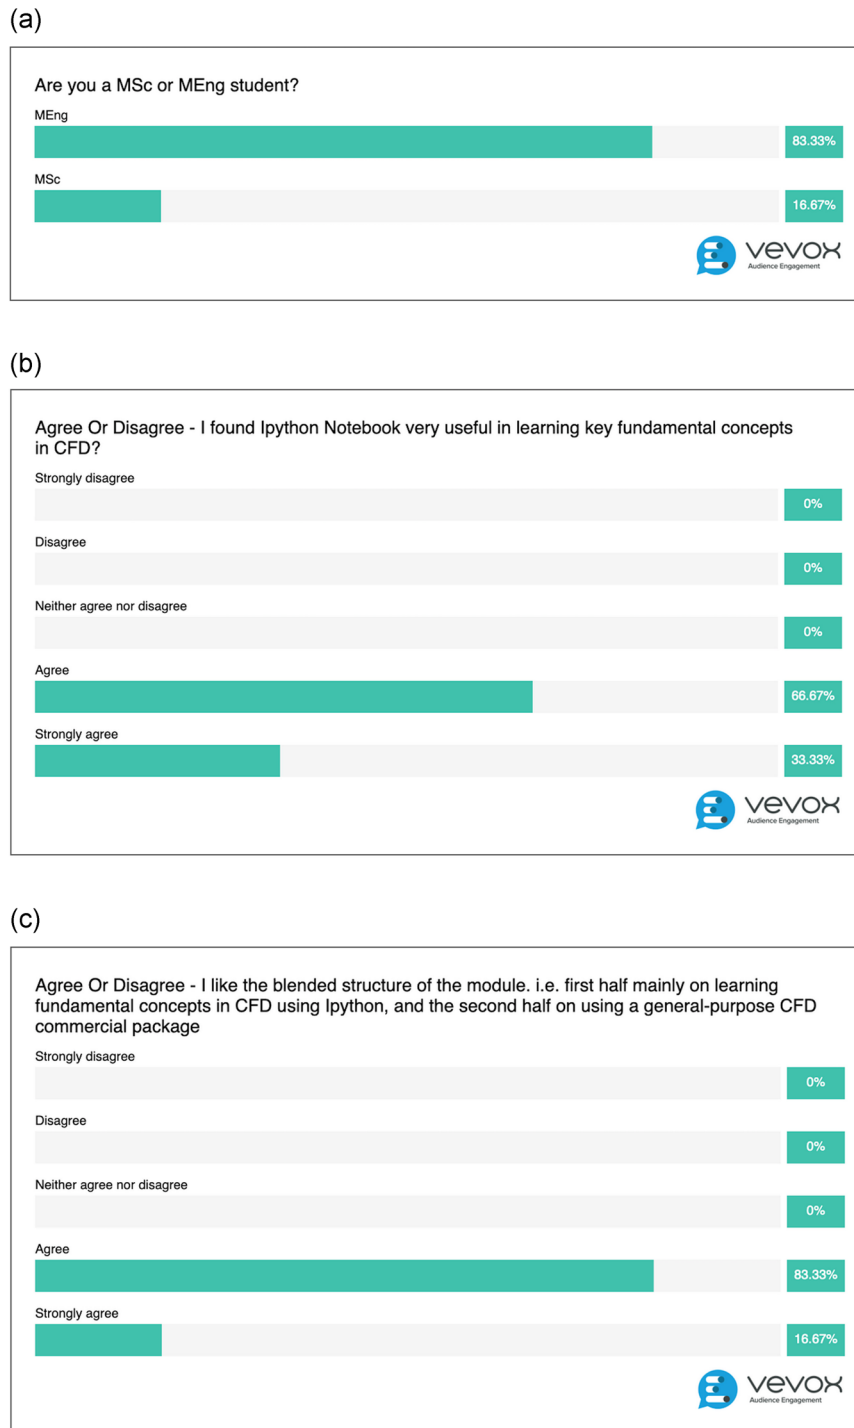 (a)
Are you a MSc or MEng student?
MEng
83.33%
MSc
16.67%
vevox
Audience Engagement
(b)
Agree Or Disagree - I found Ipython Notebook very useful in learning key fundamental concepts
in CFD?
Strongly disagree
0%
Disagree
0%
Neither agree nor disagree
0%
Agree
66.67%
Strongly agree
33.33%
vevox
Audience Engagement
(c)
Agree Or Disagree - I like the blended structure of the module. i.e. first half mainly on learning
fundamental concepts in CFD using Ipython, and the second half on using a general-purpose CFD
commercial package
Strongly disagree
0%
Disagree
0%
Neither agree nor disagree
0%
Agree
83.33%
Strongly agree
16.67%
vevox
Audience Engagement